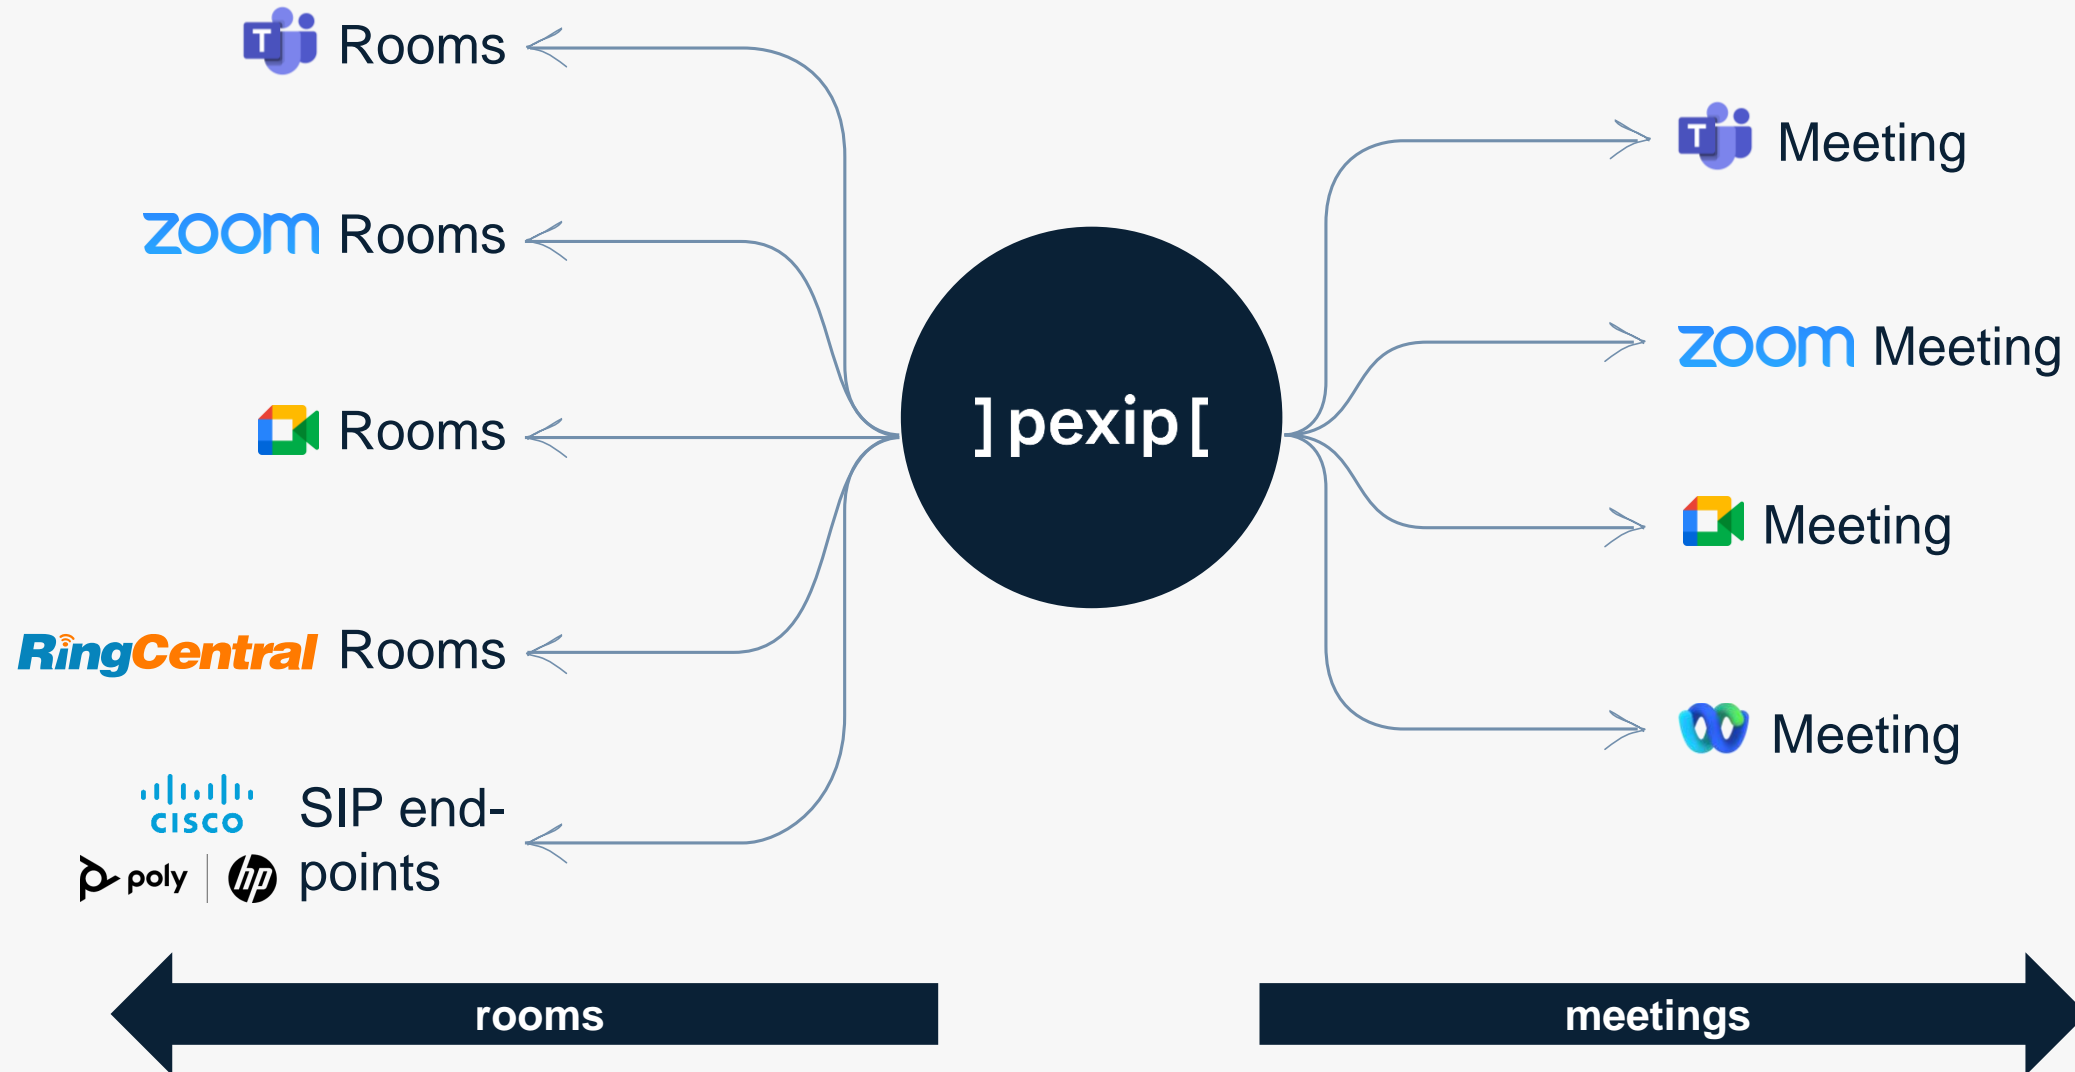 T Rooms
zoom Rooms
Rooms
RingCentral Rooms
CISCO
SIP end-
points
poly hp
]pexip[
T Meeting
zoom Meeting
Meeting
Meeting
rooms
meetings